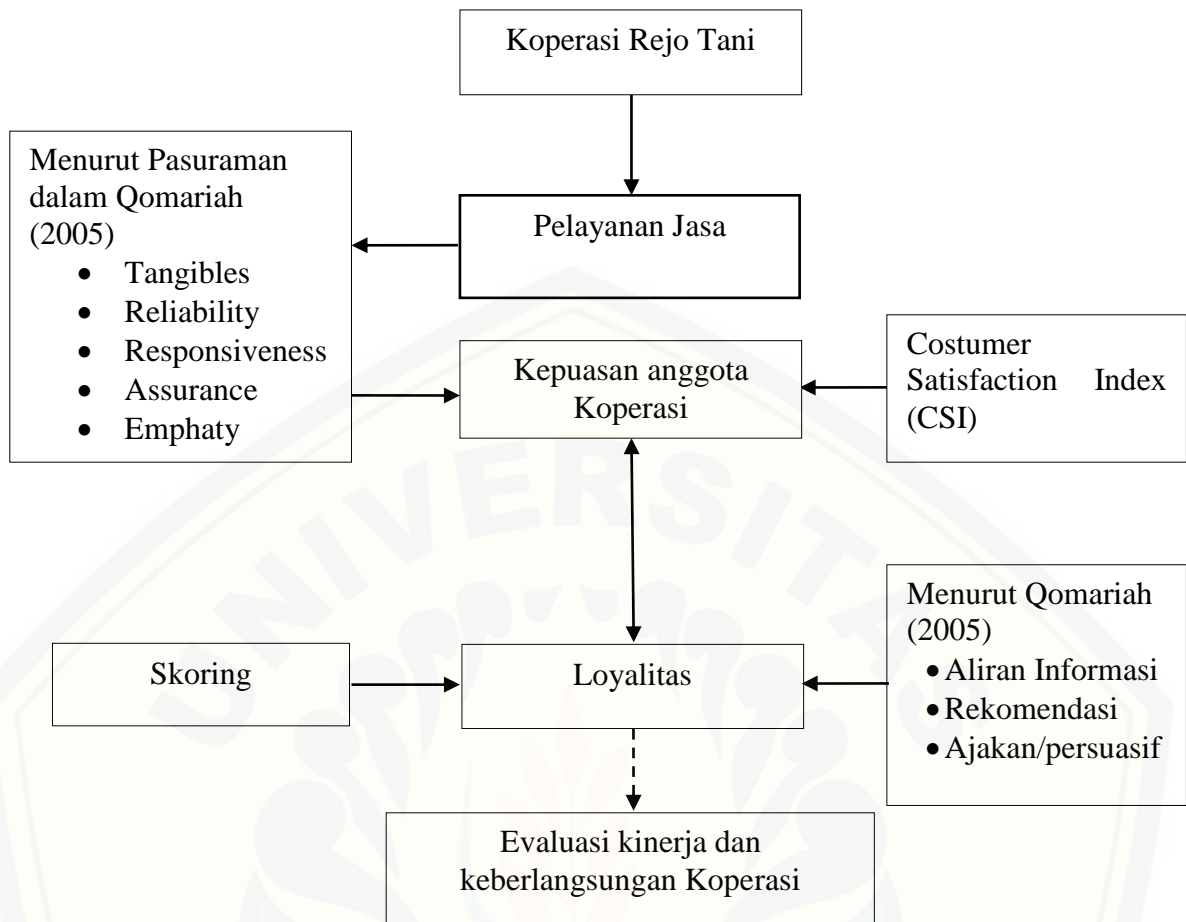 Koperasi Rejo Tani
Menurut Pasuraman
dalam Qomariah
(2005)
• Tangibles
• Reliability
• Responsiveness
• Assurance
• Emphaty
Pelayanan Jasa
Kepuasan anggota
Koperasi
Costumer
Satisfaction Index
(CSI)
UNIVERSITAS
Menurut Qomariah
(2005)
• Aliran Informasi
• Rekomendasi
• Ajakan/persuasif
Skoring
Loyalitas
Evaluasi kinerja dan
keberlangsungan Koperasi